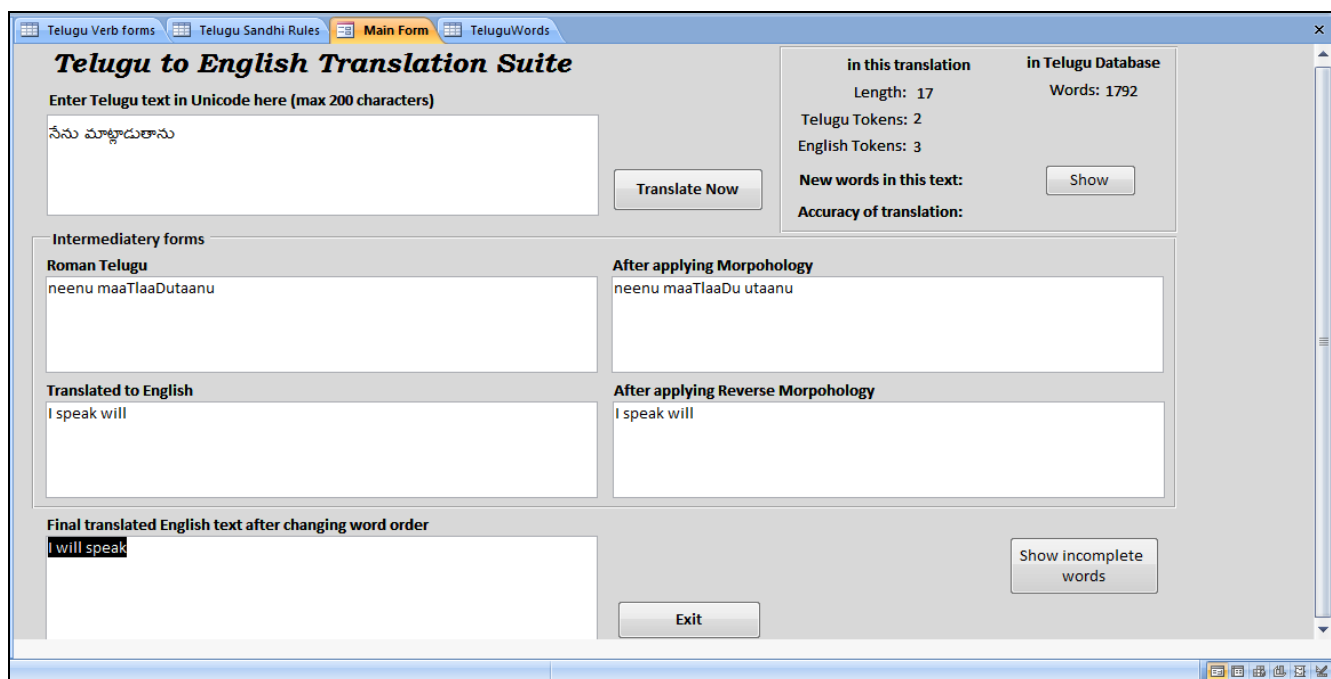 Telugu Verb forms
Telugu Sandhi Rules
Main Form
TeluguWords
Telugu to English Translation Suite
Enter Telugu text in Unicode here (max 200 characters)
నేను మాట్లాడుతాను
Translate Now
in this translation
in Telugu Database
Length: 17
Words: 1792
Telugu Tokens: 2
English Tokens: 3
New words in this text:
Show
Accuracy of translation:
Intermediatery forms
Roman Telugu
neenu maaTlaaDutaanu
After applying Morpohology
neenu maaTlaaDu utaanu
Translated to English
I speak will
After applying Reverse Morpohology
I speak will
Final translated English text after changing word order
I will speak
Show incomplete
words
Exit